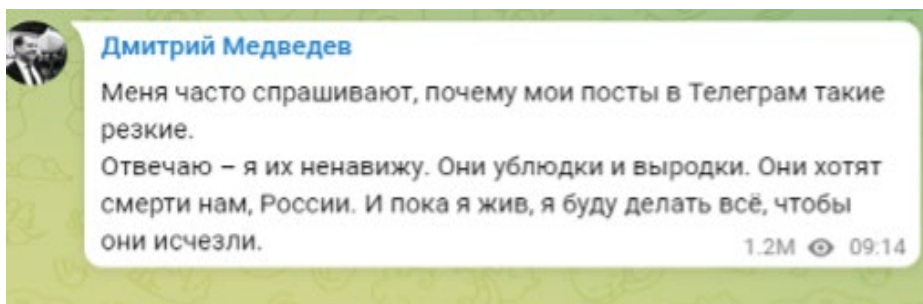 Дмитрий Медведев
Меня часто спрашивают, почему мои посты в Телеграм такие
резкие.
Отвечаю – я их ненавижу. Они ублюдки и выродки. Они хотят
смерти нам, России. И пока я жив, я буду делать всё, чтобы
они исчезли.
1.2M 09:14